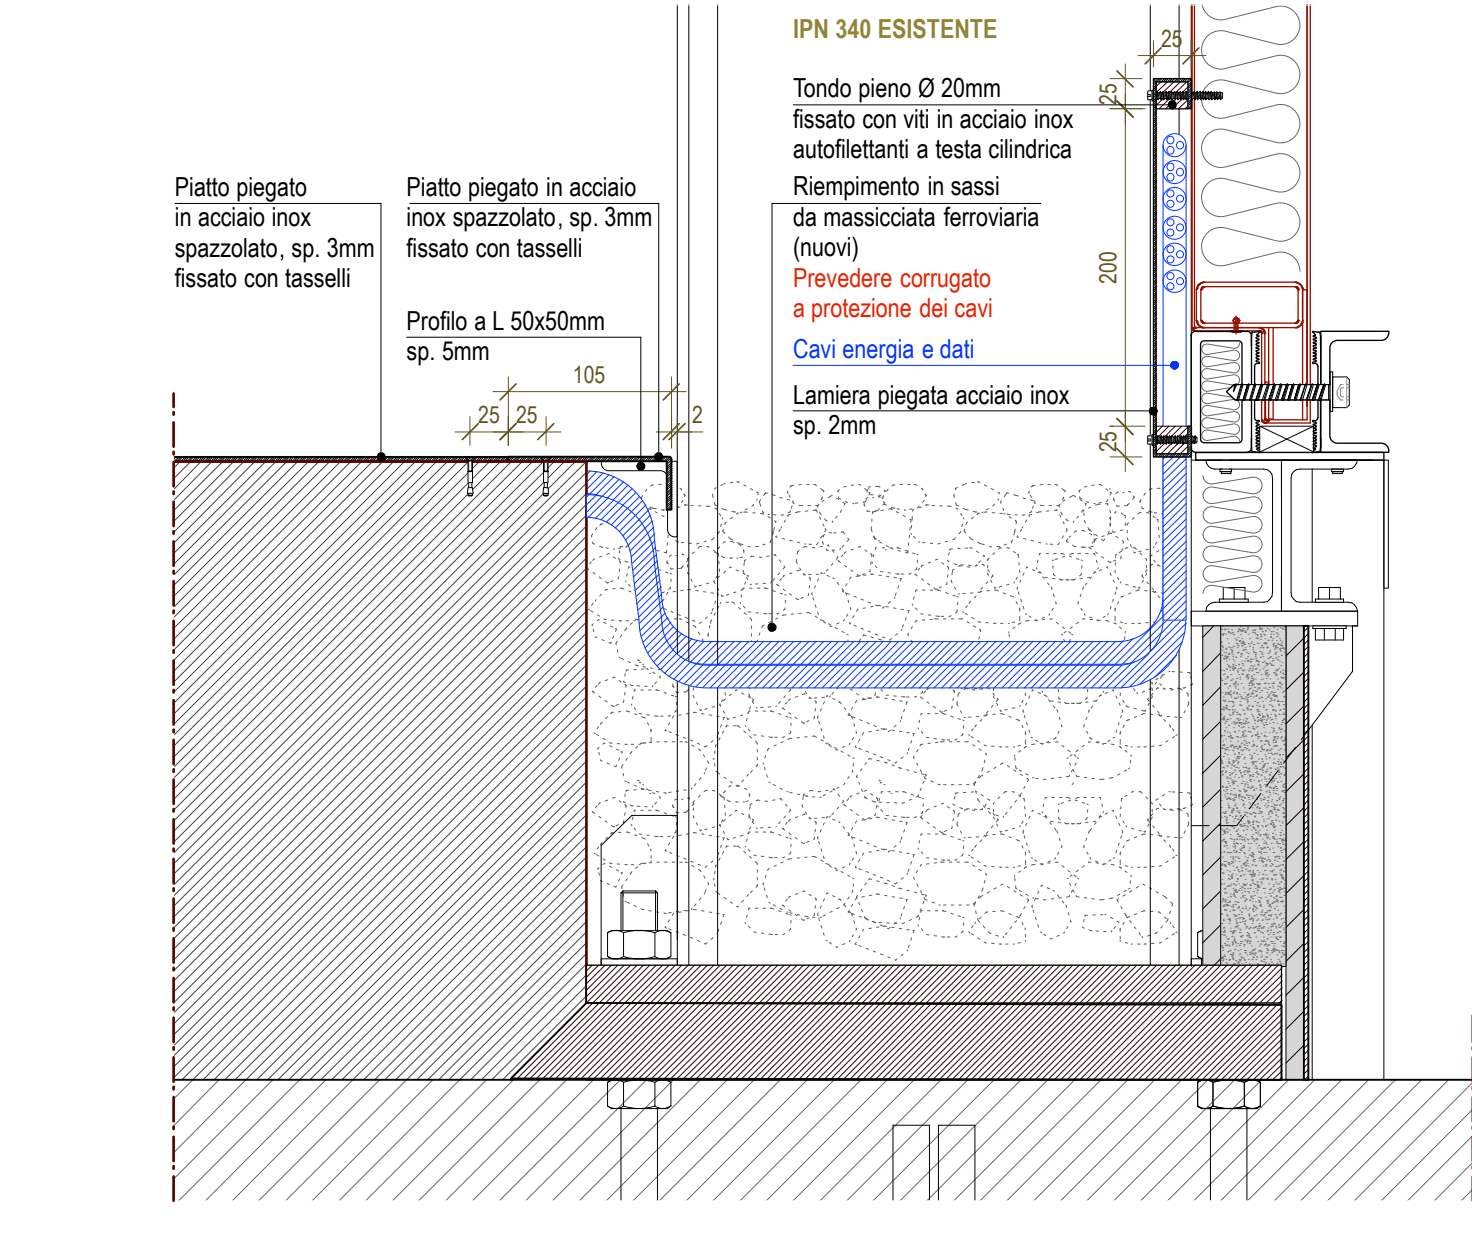 IPN 340 ESISTENTE
25
Tondo pieno Ø 20mm
fissato con viti in acciaio inox
autofilettanti a testa cilindrica
25
Piatto piegato
in acciaio inox
spazzolato, sp. 3mm
fissato con tasselli
Piatto piegato in acciaio
inox spazzolato, sp. 3mm
fissato con tasselli
Riempimento in sassi
da massicciata ferroviaria
(nuovi)
Prevedere corrugato
a protezione dei cavi
200
Profilo a L 50x50mm
sp. 5mm
Cavi energia e dati
105
Lamiera piegata acciaio inox
sp. 2mm
25
25
2
25